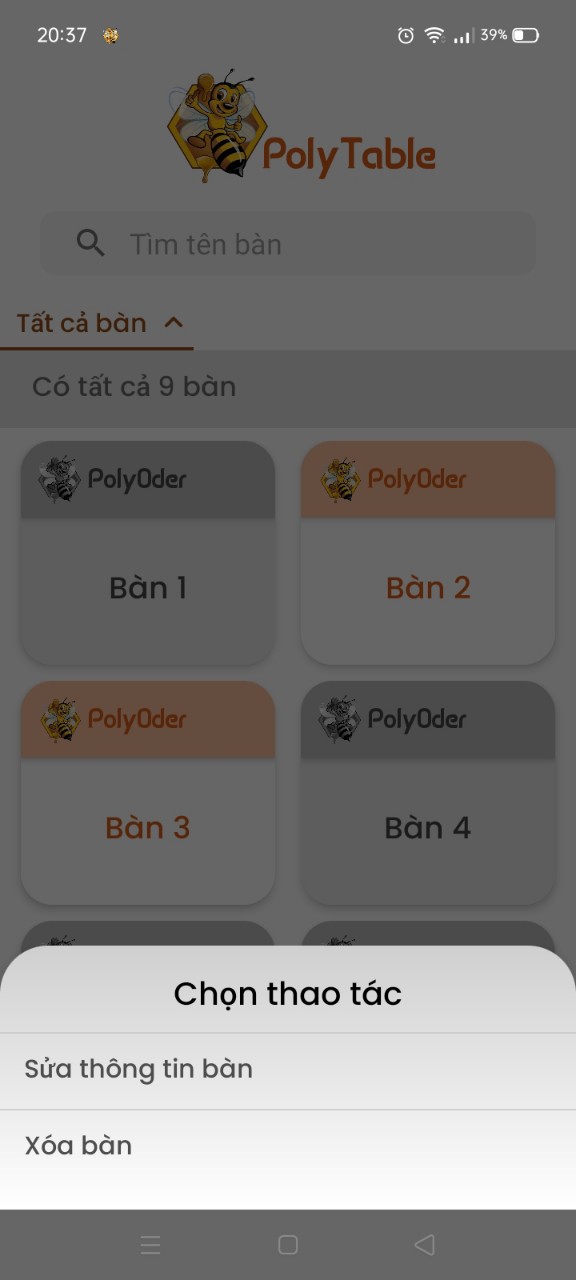 20:37
39%
PolyTable
Tìm tên bàn
Tất cả bàn
Có tất cả 9 bàn
PolyOder
PolyOder
Bàn 1
Bàn 2
PolyOder
PolyOder
Bàn 3
Bàn 4
Chọn thao tác
Sửa thông tin bàn
Xóa bàn